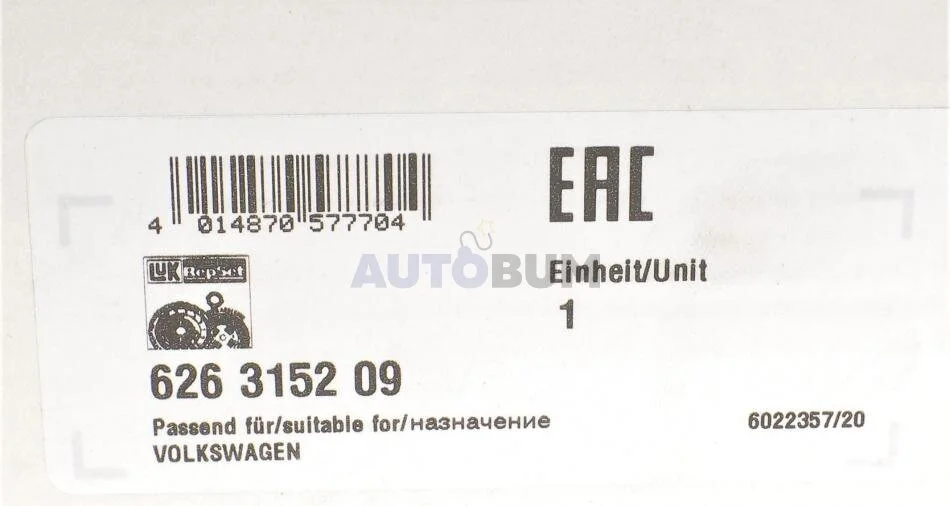 EAC
4 014870 577704
AUTOBUM
Einheit/Unit
1
LUK RepSet
626 3152 09
Passend für/suitable for/назначение
VOLKSWAGEN
6022357/20